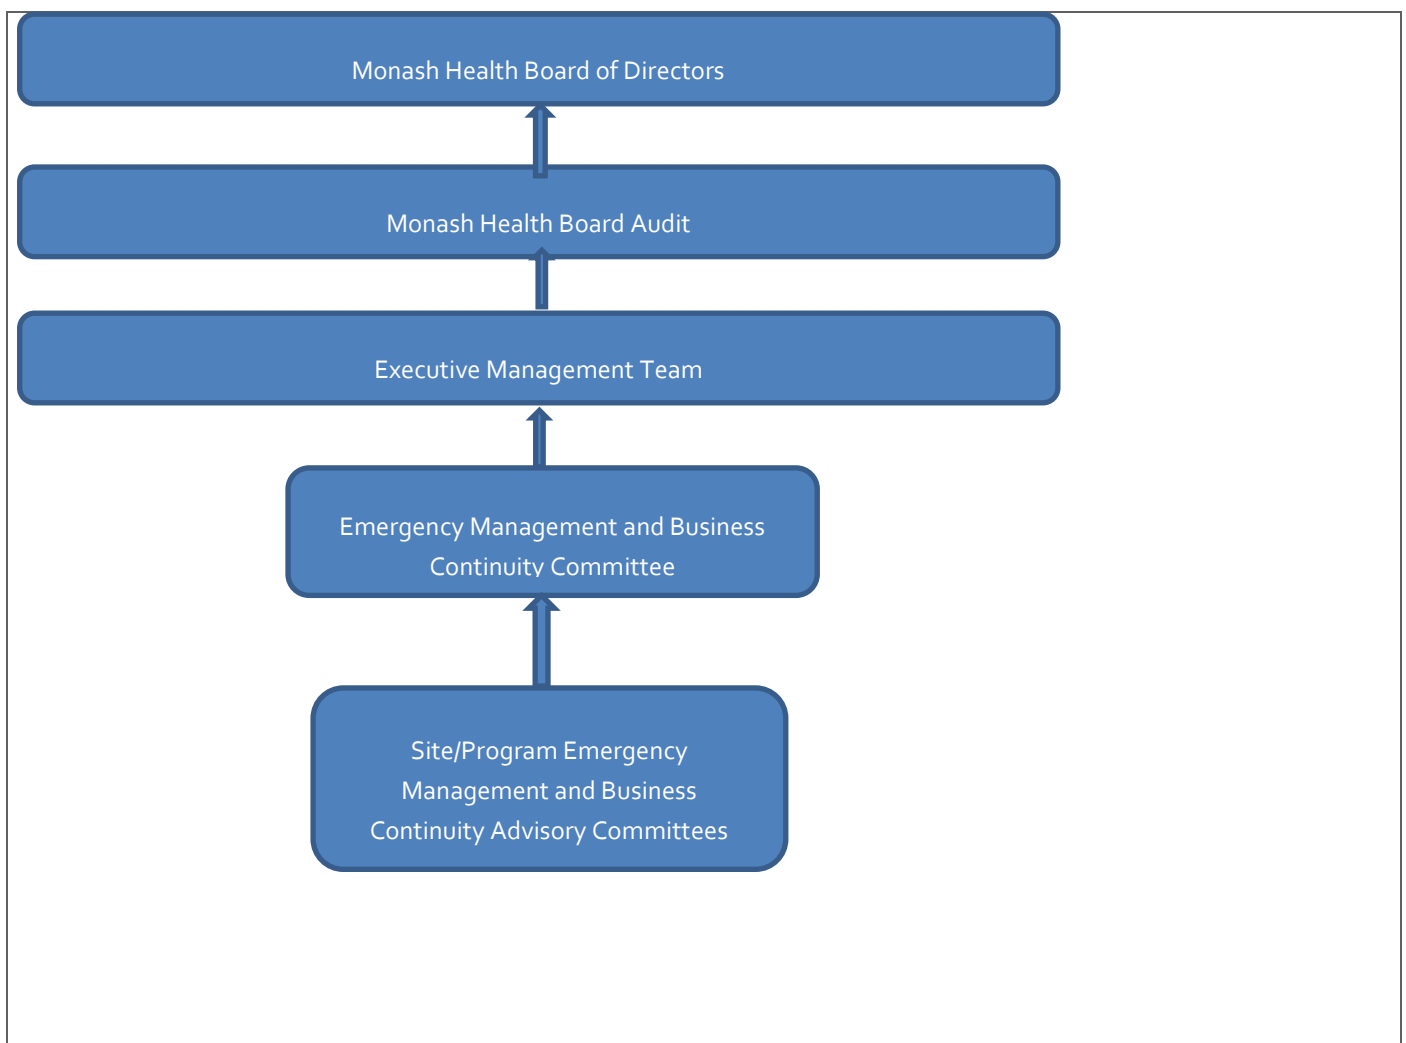 Monash Health Board of Directors
Monash Health Board Audit
Executive Management Team
Emergency Management and Business
Continuity Committee
Site/Program Emergency
Management and Business
Continuity Advisory Committees